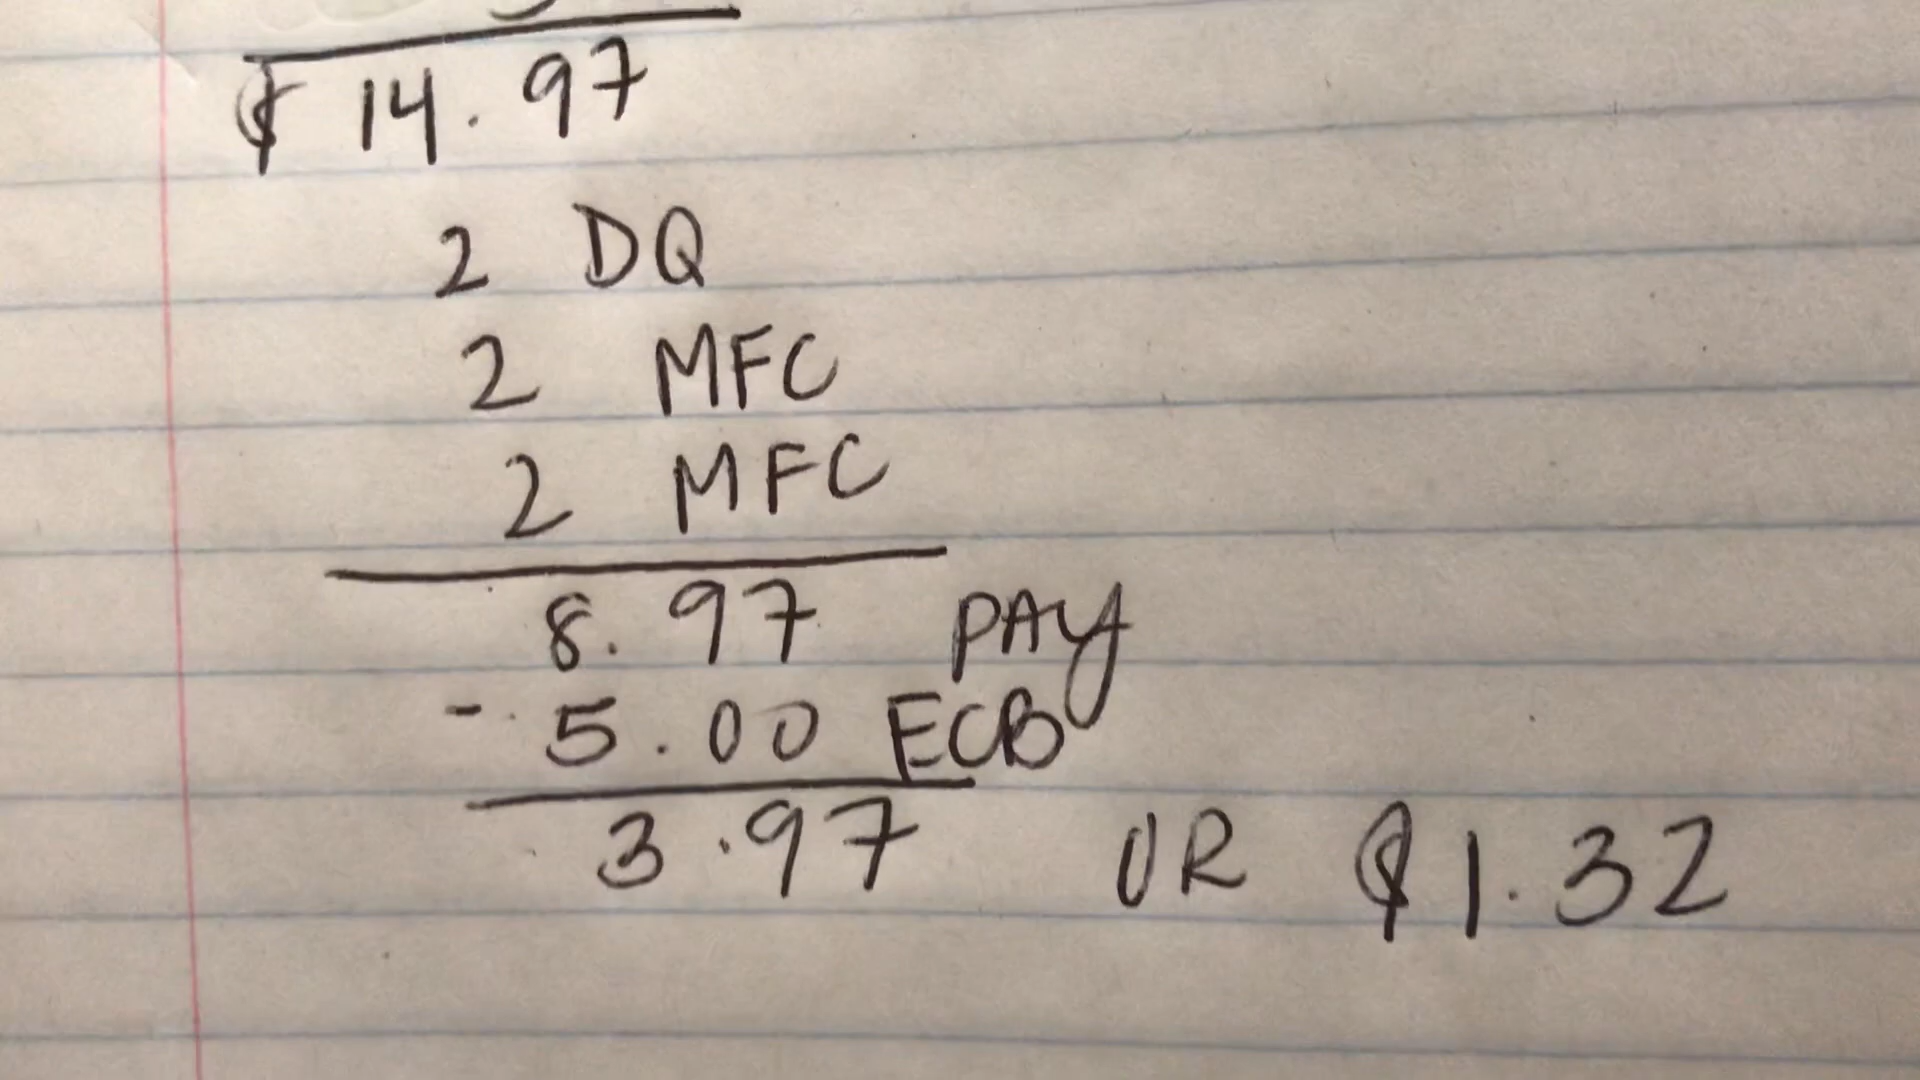 $ 14.97
2 DQ
2 MFC
2 MFC
8.97 PAY
- 5.00 ECB
3.97 OR $1.32